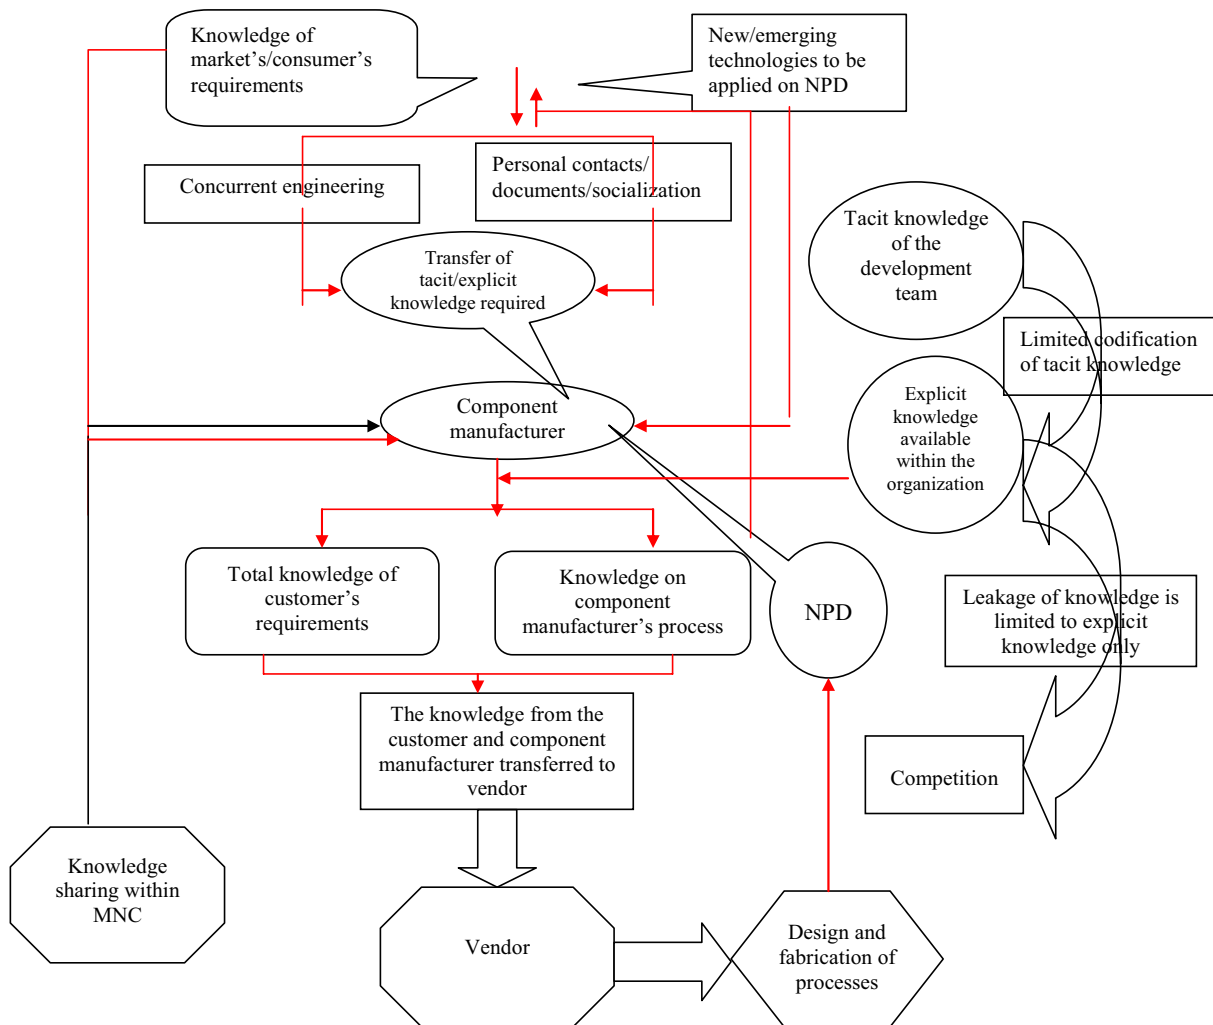 Knowledge of
market’s/consumer’s
requirements
New/emerging
technologies to be
applied on NPD
Concurrent engineering
Personal contacts/
documents/socialization
Transfer of
tacit/explicit
knowledge required
Tacit knowledge
of the
development
team
Limited codification
of tacit knowledge
Component
manufacturer
Explicit
knowledge
available
within the
organization
Total knowledge of
customer’s
requirements
Knowledge on
component
manufacturer’s process
NPD
Leakage of knowledge is
limited to explicit
knowledge only
The knowledge from the
customer and component
manufacturer transferred to
vendor
Competition
Knowledge
sharing within
MNC
Vendor
Design and
fabrication of
processes